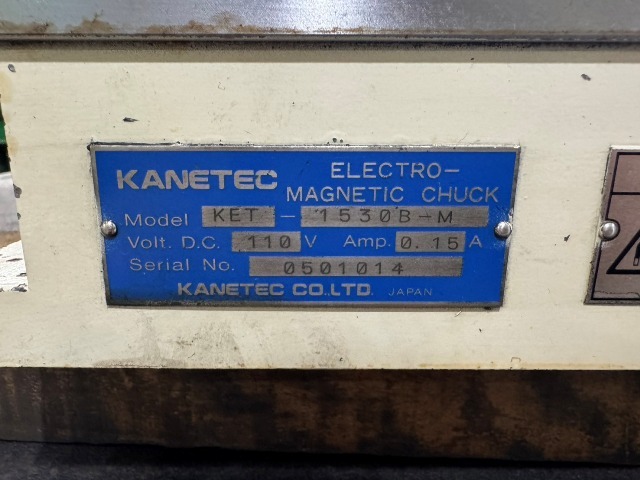 KANETEC ELECTRO-
MAGNETIC CHUCK
Model KET - 1530B-M
Volt. D.C. 110 V Amp. 0.15 A
Serial No. 0501014
KANETEC CO.LTD. JAPAN